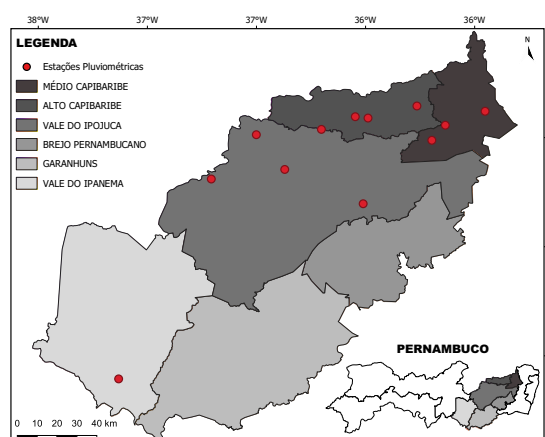 38°W 37°W 36°W 36°W 36°W
LEGENDA
Estações Pluviométricas
MÉDIO CAPIBARIBE
ALTO CAPIBARIBE
VALE DO IPOJUCA
BREJO PERNAMBUCANO
GARANHUNS
VALE DO IPANEMA
N
PERNAMBUCO
0 10 20 30 40 km